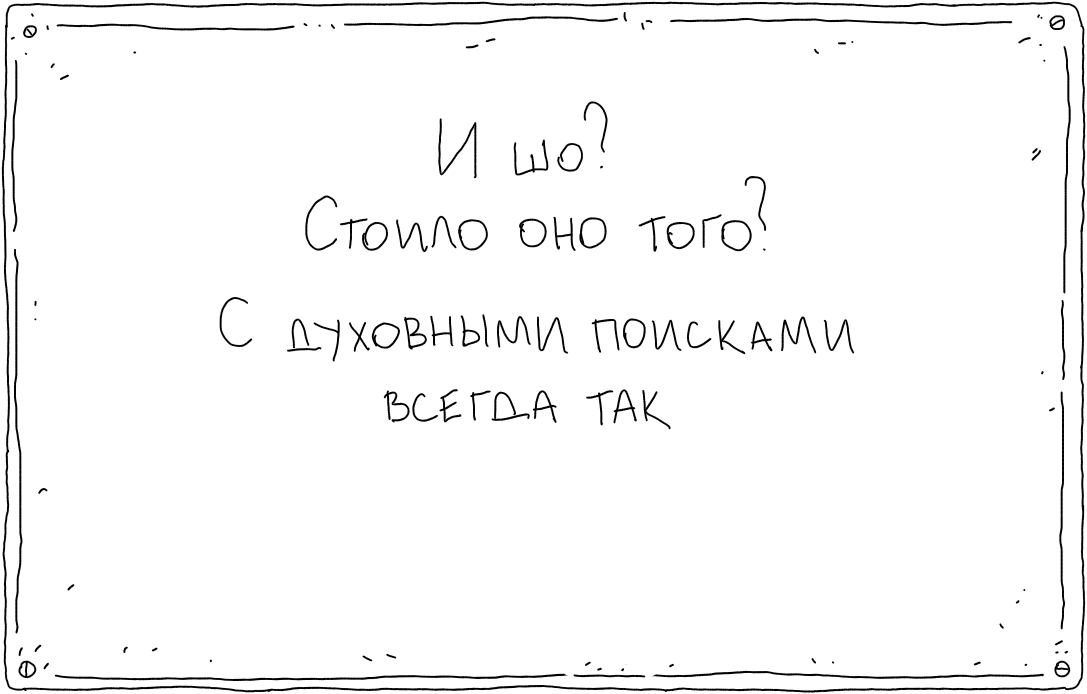 И шо?
Стоило оно того?
С духовными поисками
всегда так